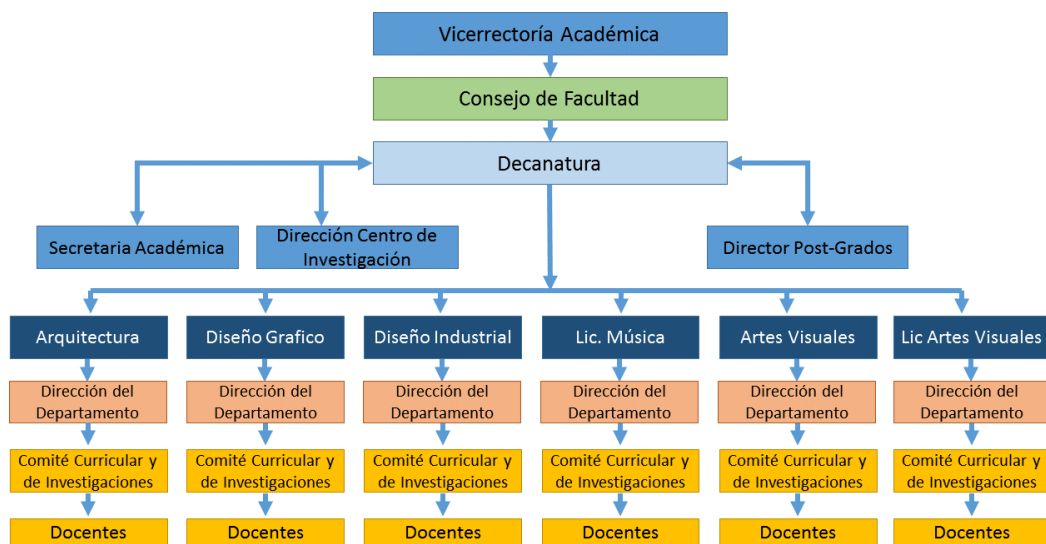 Vicerrectoría Académica
Consejo de Facultad
Decanatura
Secretaria Académica
Dirección Centro de
Investigación
Director Post-Grados
Arquitectura
Diseño Grafico
Diseño Industrial
Lic. Música
Artes Visuales
Lic Artes Visuales
Dirección del
Departamento
Dirección del
Departamento
Dirección del
Departamento
Dirección del
Departamento
Dirección del
Departamento
Dirección del
Departamento
Comité Curricular y
de Investigaciones
Comité Curricular y
de Investigaciones
Comité Curricular y
de Investigaciones
Comité Curricular y
de Investigaciones
Comité Curricular y
de Investigaciones
Comité Curricular y
de Investigaciones
Docentes
Docentes
Docentes
Docentes
Docentes
Docentes